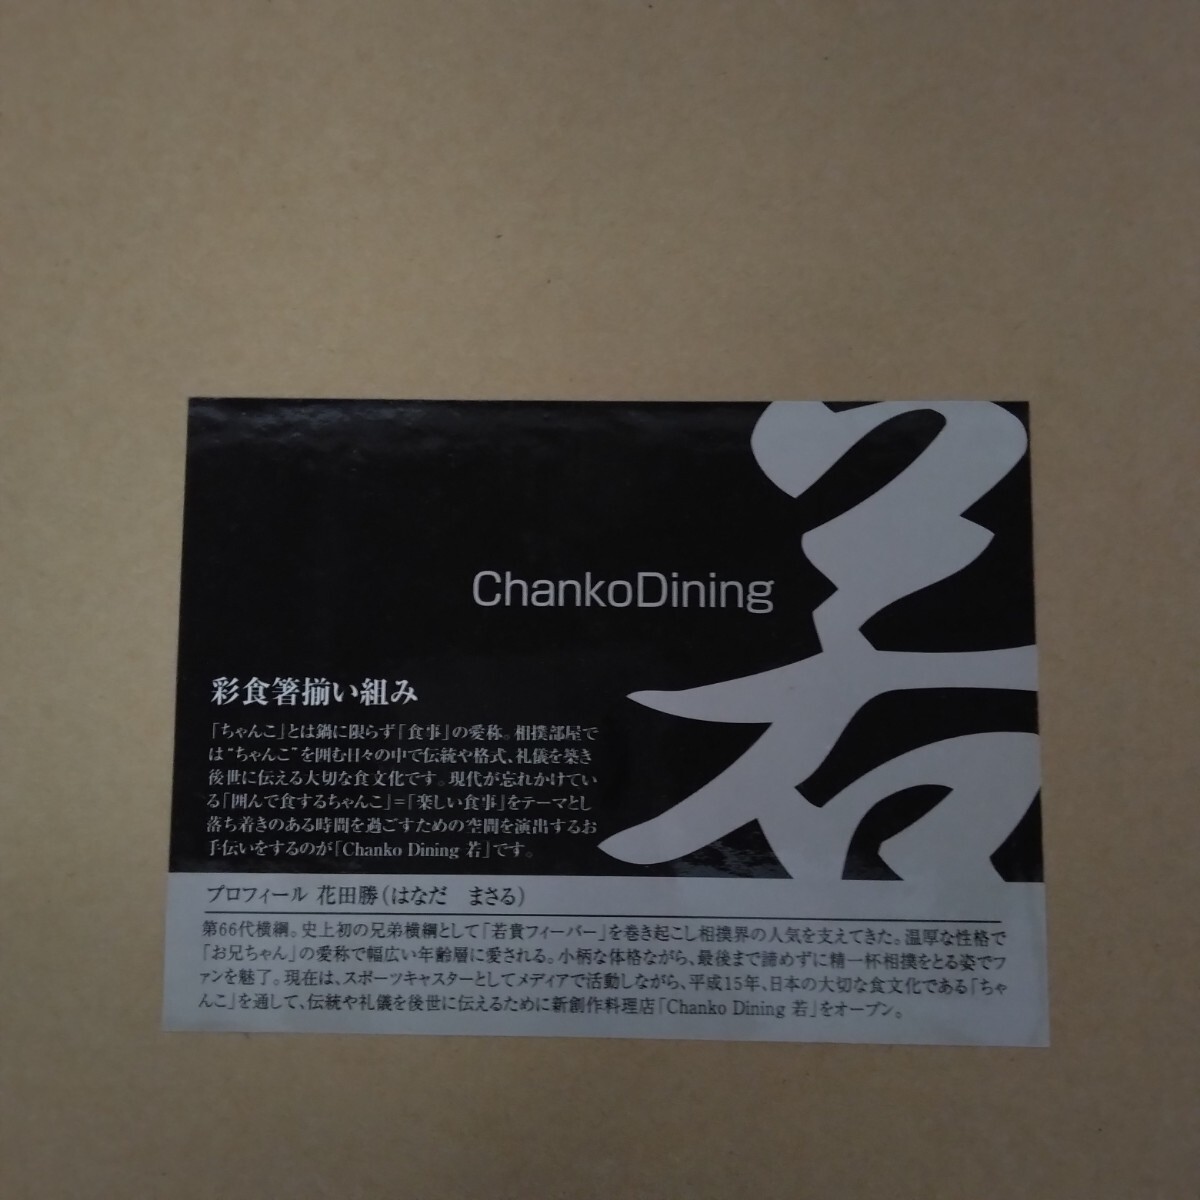 ChankoDining
若
彩食箸揃い組み
「ちゃんこ」とは鍋に限らず「食事」の愛称。相撲部屋で
は“ちゃんこ”を囲む日々の中で伝統や格式、礼儀を築き
後世に伝える大切な食文化です。現代が忘れかけてい
る「囲んで食するちゃんこ」=「楽しい食事」をテーマとし
落ち着きのある時間を過ごすための空間を演出するお
手伝いをするのが「Chanko Dining 若」です。
プロフィール 花田勝(はなだ　まさる)
第66代横綱。史上初の兄弟横綱として「若貴フィーバー」を巻き起こし相撲界の人気を支えてきた。温厚な性格で
「お兄ちゃん」の愛称で幅広い年齢層に愛される。小柄な体格ながら、最後まで諦めずに精一杯相撲をとる姿でフ
ァンを魅了。現在は、スポーツキャスターとしてメディアで活動しながら、平成15年、日本の大切な食文化である「ちゃ
んこ」を通して、伝統や礼儀を後世に伝えるために新創作料理店「Chanko Dining 若」をオープン。